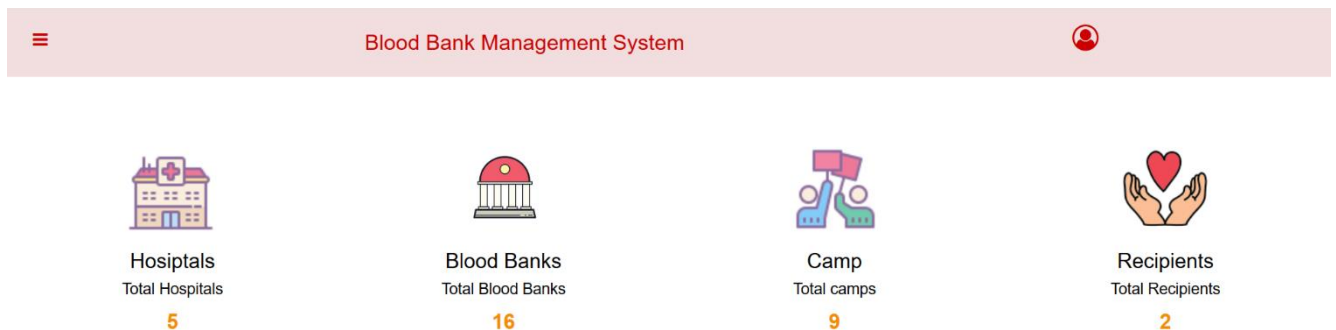 Blood Bank Management System
Hosiptals
Total Hospitals
5
Blood Banks
Total Blood Banks
16
Camp
Total camps
9
Recipients
Total Recipients
2